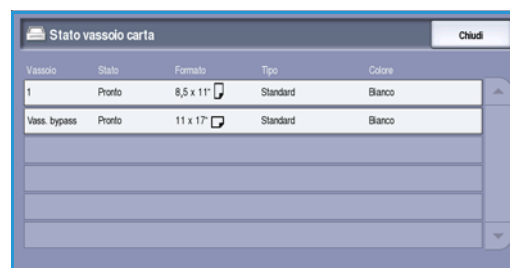 Stato vassoio carta
Chiudi
Vassoio Stato Formato Tipo Colore
1 Pronto 8,5 x 11" Standard Bianco
Vass. bypass Pronto 11 x 17" Standard Bianco